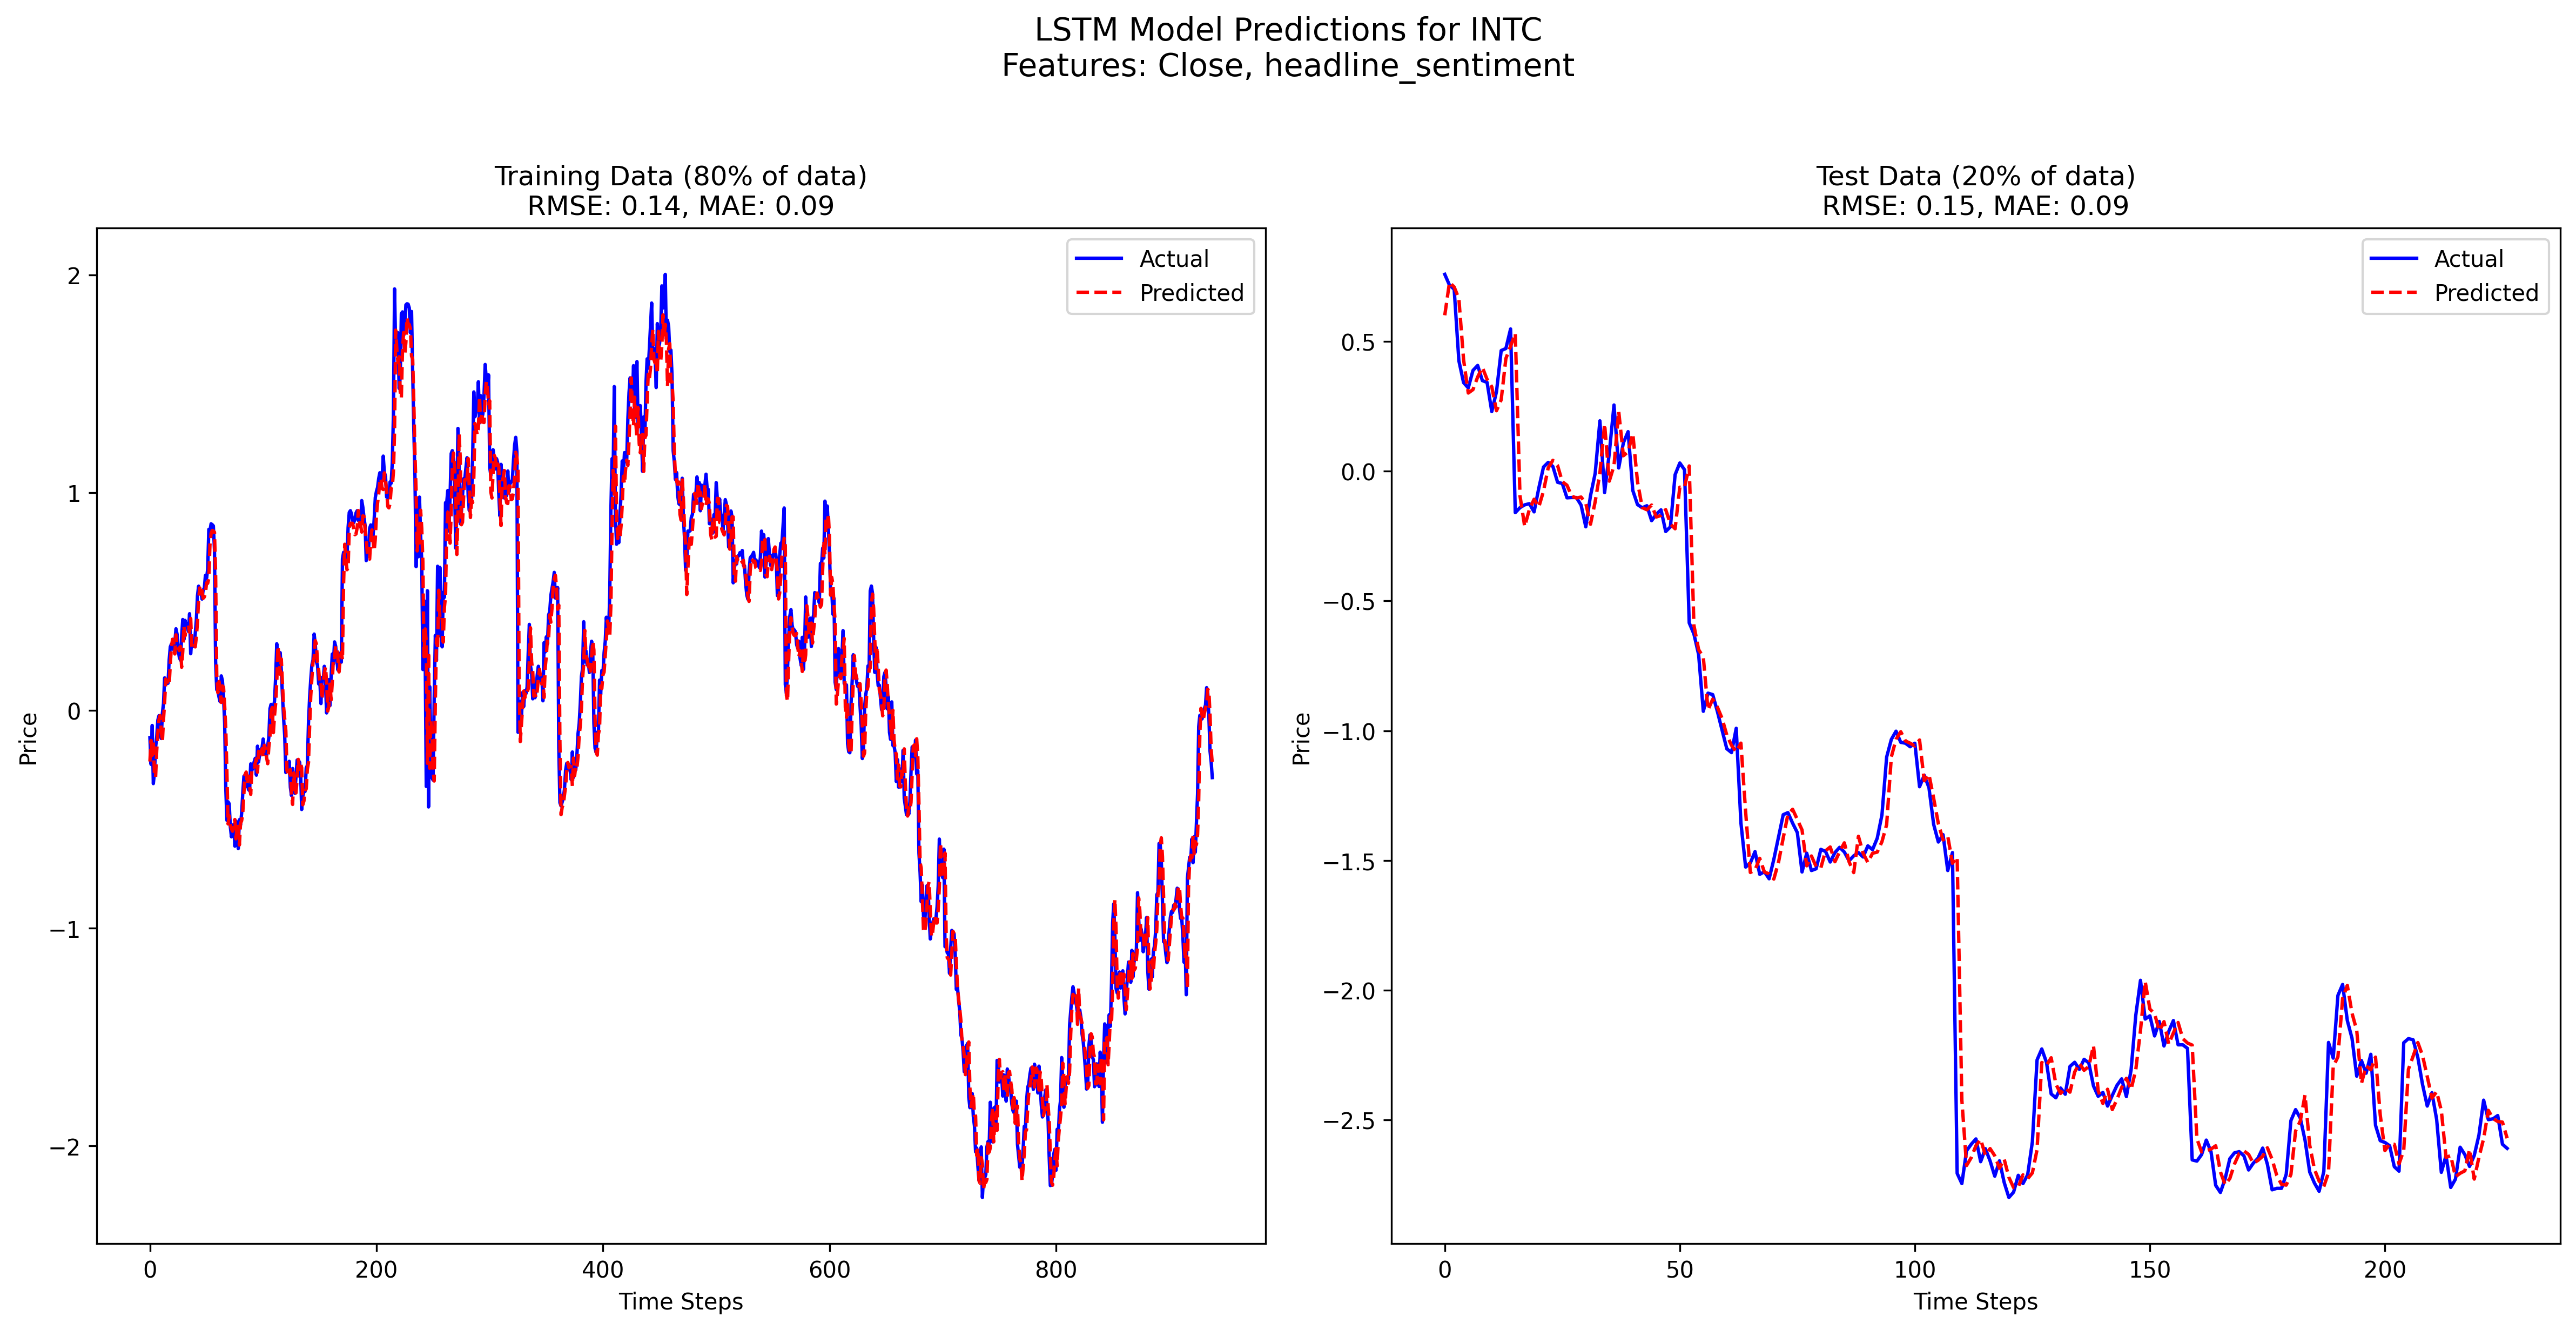 LSTM Model Predictions for INTC
Features: Close, headline_sentiment
Training Data (80% of data)
RMSE: 0.14, MAE: 0.09
Actual
Predicted
2
1
0
−1
−2
Price
0
200
400
600
800
Time Steps
Test Data (20% of data)
RMSE: 0.15, MAE: 0.09
Actual
Predicted
0.5
0.0
−0.5
−1.0
−1.5
−2.0
−2.5
Price
0
50
100
150
200
Time Steps